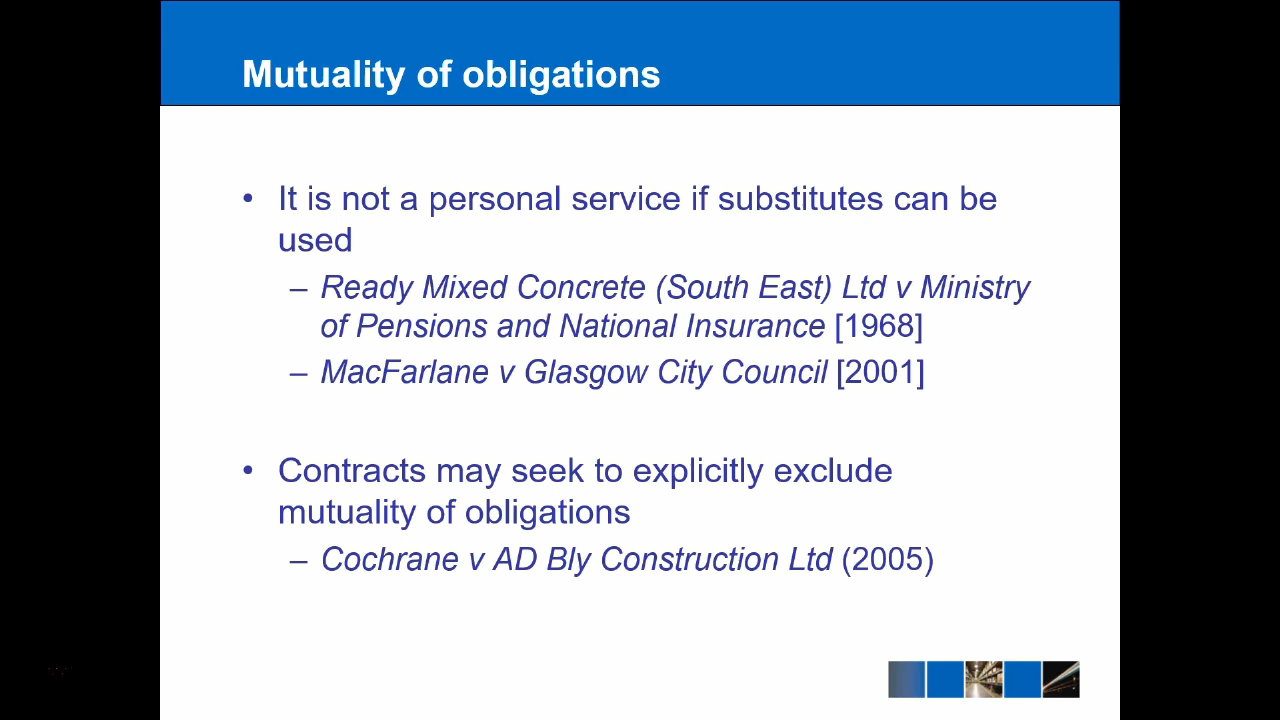 Mutuality of obligations
• It is not a personal service if substitutes can be
used
– Ready Mixed Concrete (South East) Ltd v Ministry
of Pensions and National Insurance [1968]
– MacFarlane v Glasgow City Council [2001]
• Contracts may seek to explicitly exclude
mutuality of obligations
– Cochrane v AD Bly Construction Ltd (2005)